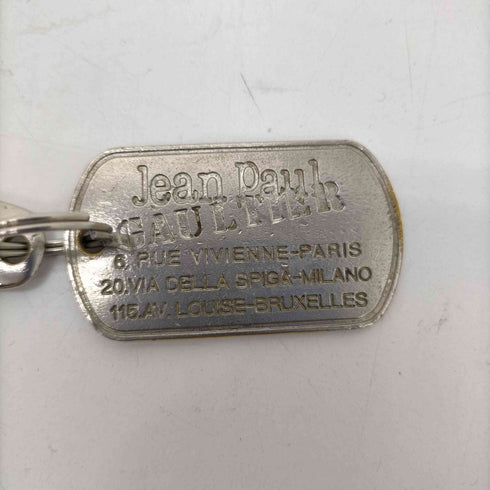 Jean Paul
GAULTIER
6, RUE VIVIENNE-PARIS
20.VIA DELLA SPIGA-MILANO
115.AV. LOUISE-BRUXELLES